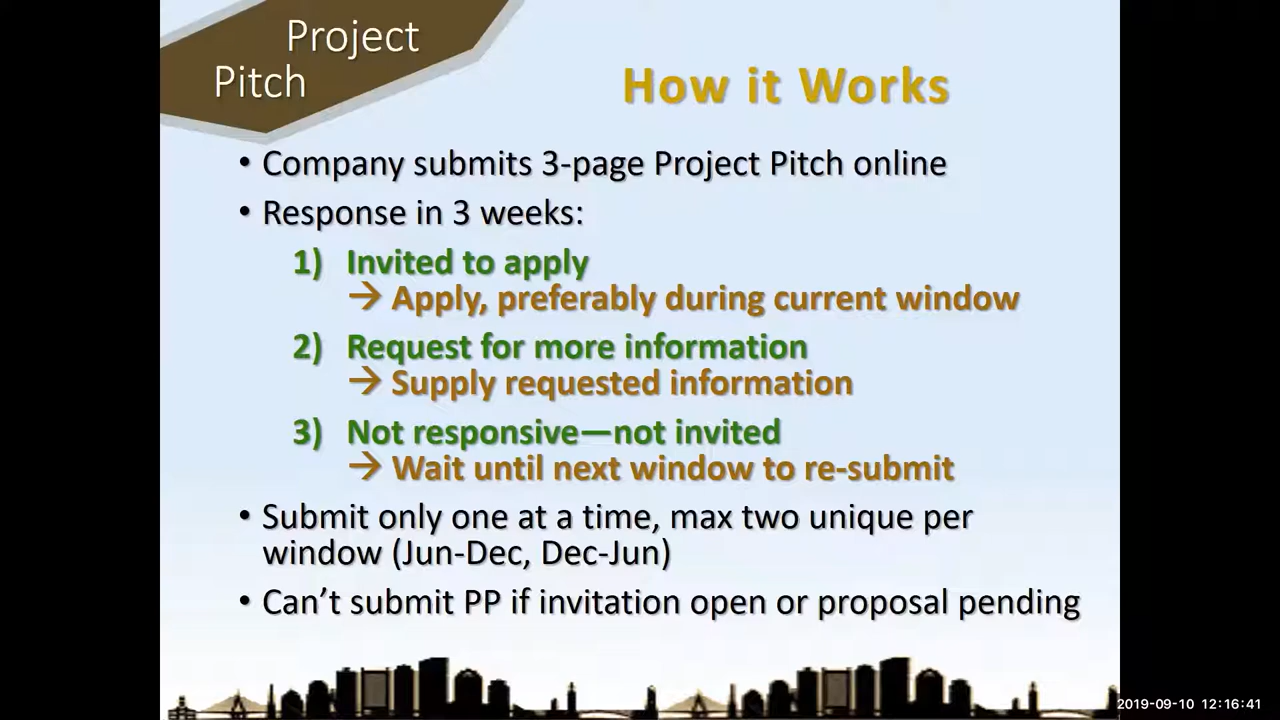 Project
Pitch
How it Works
• Company submits 3-page Project Pitch online
• Response in 3 weeks:
1) Invited to apply
→ Apply, preferably during current window
2) Request for more information
→ Supply requested information
3) Not responsive—not invited
→ Wait until next window to re-submit
• Submit only one at a time, max two unique per
window (Jun-Dec, Dec-Jun)
• Can’t submit PP if invitation open or proposal pending
2019-09-10 12:16:41